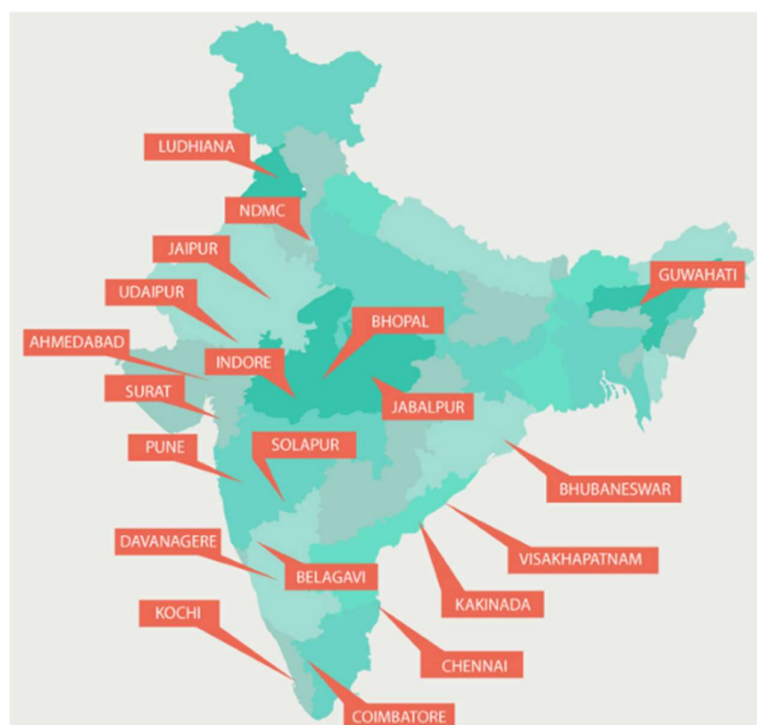 LUDHIANA
NDMC
JAIPUR
GUWAHATI
UDAIPUR
BHOPAL
AHMEDABAD
INDORE
SURAT
JABALPUR
PUNE
SOLAPUR
BHUBANESWAR
DAVANAGERE
VISAKHAPATNAM
BELAGAVI
KAKINADA
KOCHI
CHENNAI
COIMBATORE